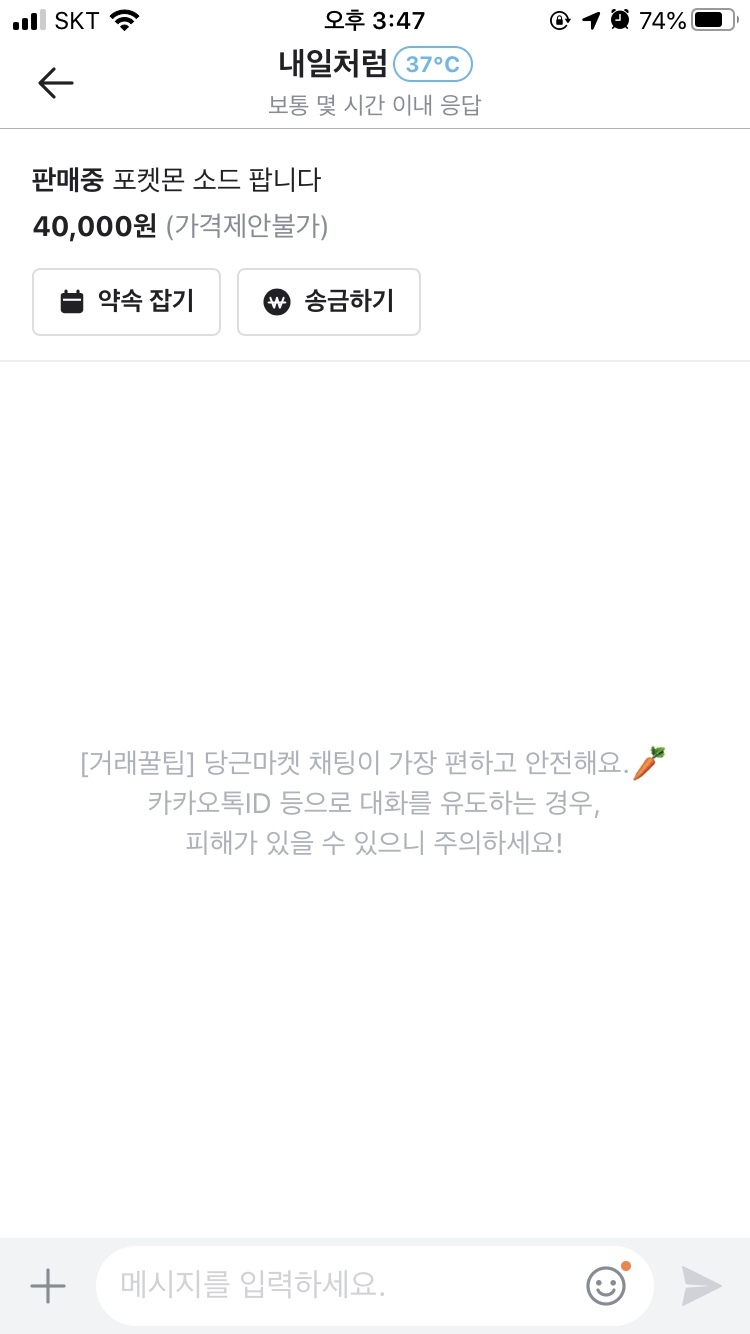 SKT 오후 3:47 74%
내일처럼 37°C
보통 몇 시간 이내 응답
판매중 포켓몬 소드 팝니다
40,000원 (가격제안불가)
약속 잡기 ₩ 송금하기
[거래꿀팁] 당근마켓 채팅이 가장 편하고 안전해요.🥕
카카오톡ID 등으로 대화를 유도하는 경우,
피해가 있을 수 있으니 주의하세요!
메시지를 입력하세요.